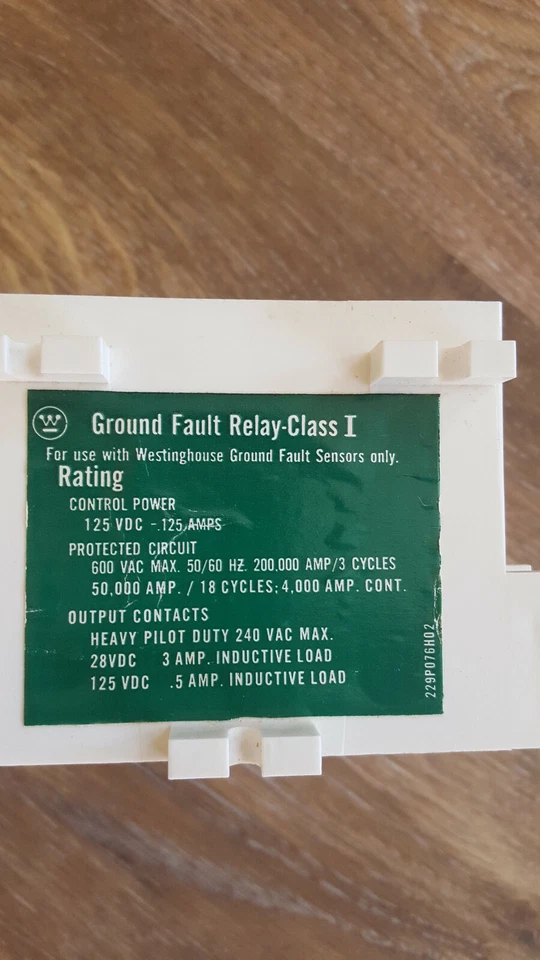 W
Ground Fault Relay-Class I
For use with Westinghouse Ground Fault Sensors only.
Rating
CONTROL POWER
125 VDC -.125 AMPS
PROTECTED CIRCUIT
600 VAC MAX. 50/60 HZ. 200.000 AMP/3 CYCLES
50,000 AMP. / 18 CYCLES; 4,000 AMP. CONT.
OUTPUT CONTACTS
HEAVY PILOT DUTY 240 VAC MAX.
28VDC 3 AMP. INDUCTIVE LOAD
125 VDC .5 AMP. INDUCTIVE LOAD
229P076H02